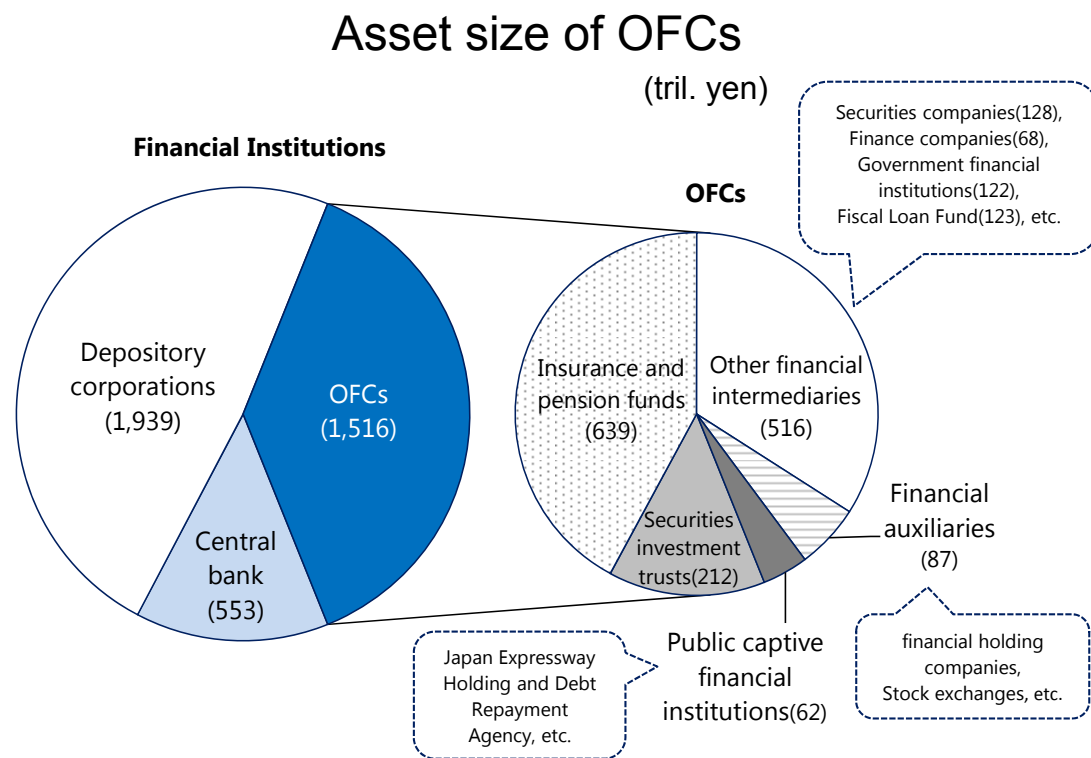 Asset size of OFCs
(tril. yen)
Financial Institutions
Depository
corporations
(1,939)
OFCs
(1,516)
Central
bank
(553)
OFCs
Securities companies(128),
Finance companies(68),
Government financial
institutions(122),
Fiscal Loan Fund(123), etc.
Insurance and
pension funds
(639)
Other financial
intermediaries
(516)
Securities
investment
trusts(212)
Financial
auxiliaries
(87)
Public captive
financial
institutions(62)
Japan Expressway
Holding and Debt
Repayment
Agency, etc.
financial holding
companies,
Stock exchanges, etc.